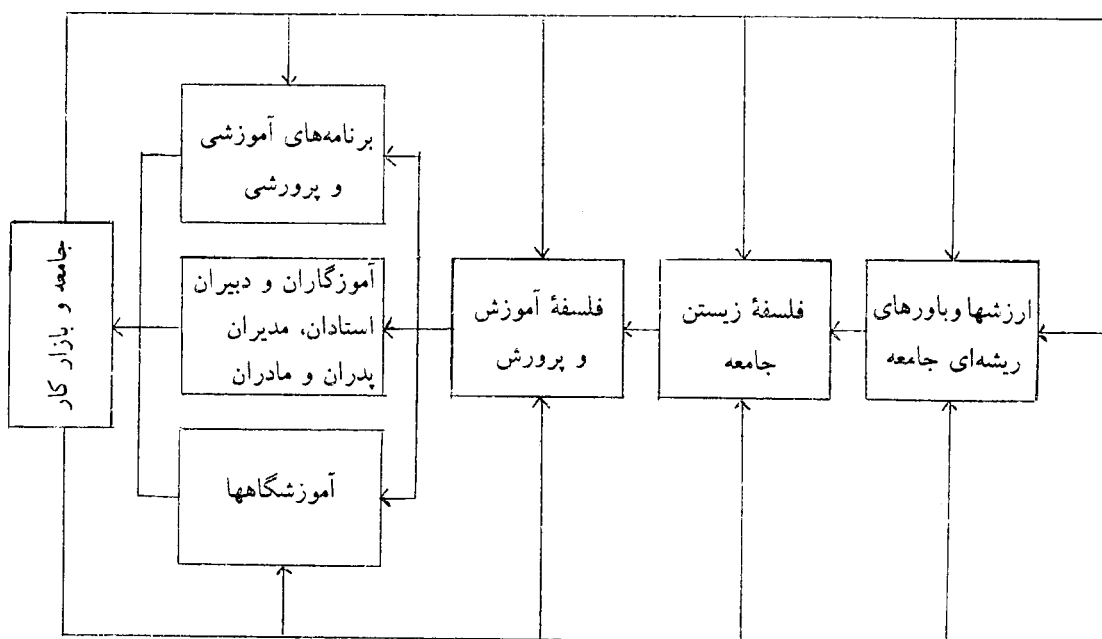 ارزشها و باورهای
ریشه‌ای جامعه
فلسفهٔ زیستن
جامعه
فلسفهٔ آموزش
و پرورش
برنامه‌های آموزشی
و پرورشی
آموزگاران و دبیران
استادان، مدیران
پدران و مادران
آموزشگاهها
جامعه و بازار کار